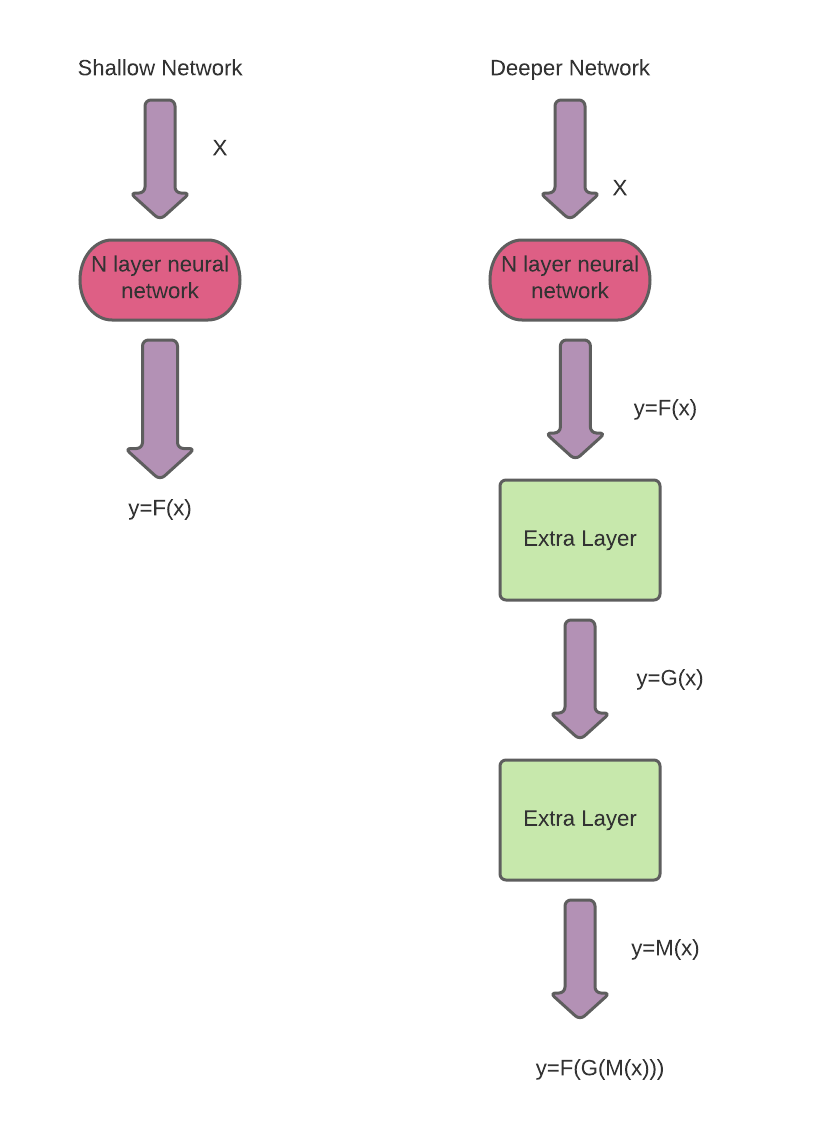 Shallow Network
X
N layer neural
network
y=F(x)
Deeper Network
X
N layer neural
network
y=F(x)
Extra Layer
y=G(x)
Extra Layer
y=M(x)
y=F(G(M(x)))